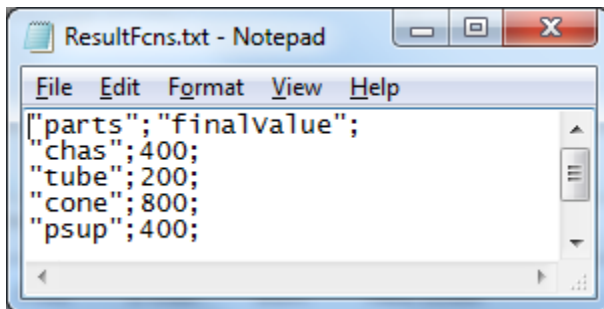 ResultFcns.txt - Notepad
File Edit Format View Help
"parts";"finalValue";
"chas";400;
"tube";200;
"cone";800;
"psup";400;